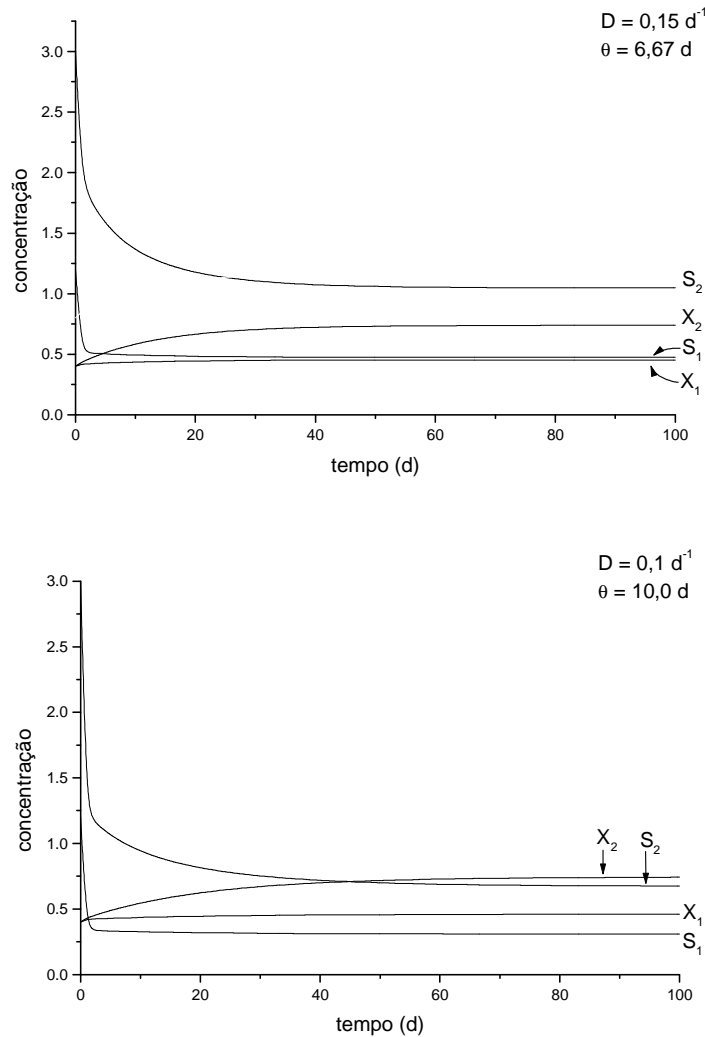 D = 0,15 d⁻¹
θ = 6,67 d
3.0
2.5
2.0
1.5
1.0
0.5
0.0
concentração
S₂
X₂
S₁
X₁
0 20 40 60 80 100
tempo (d)
D = 0,1 d⁻¹
θ = 10,0 d
3.0
2.5
2.0
1.5
1.0
0.5
0.0
concentração
X₂ S₂
X₁
S₁
0 20 40 60 80 100
tempo (d)